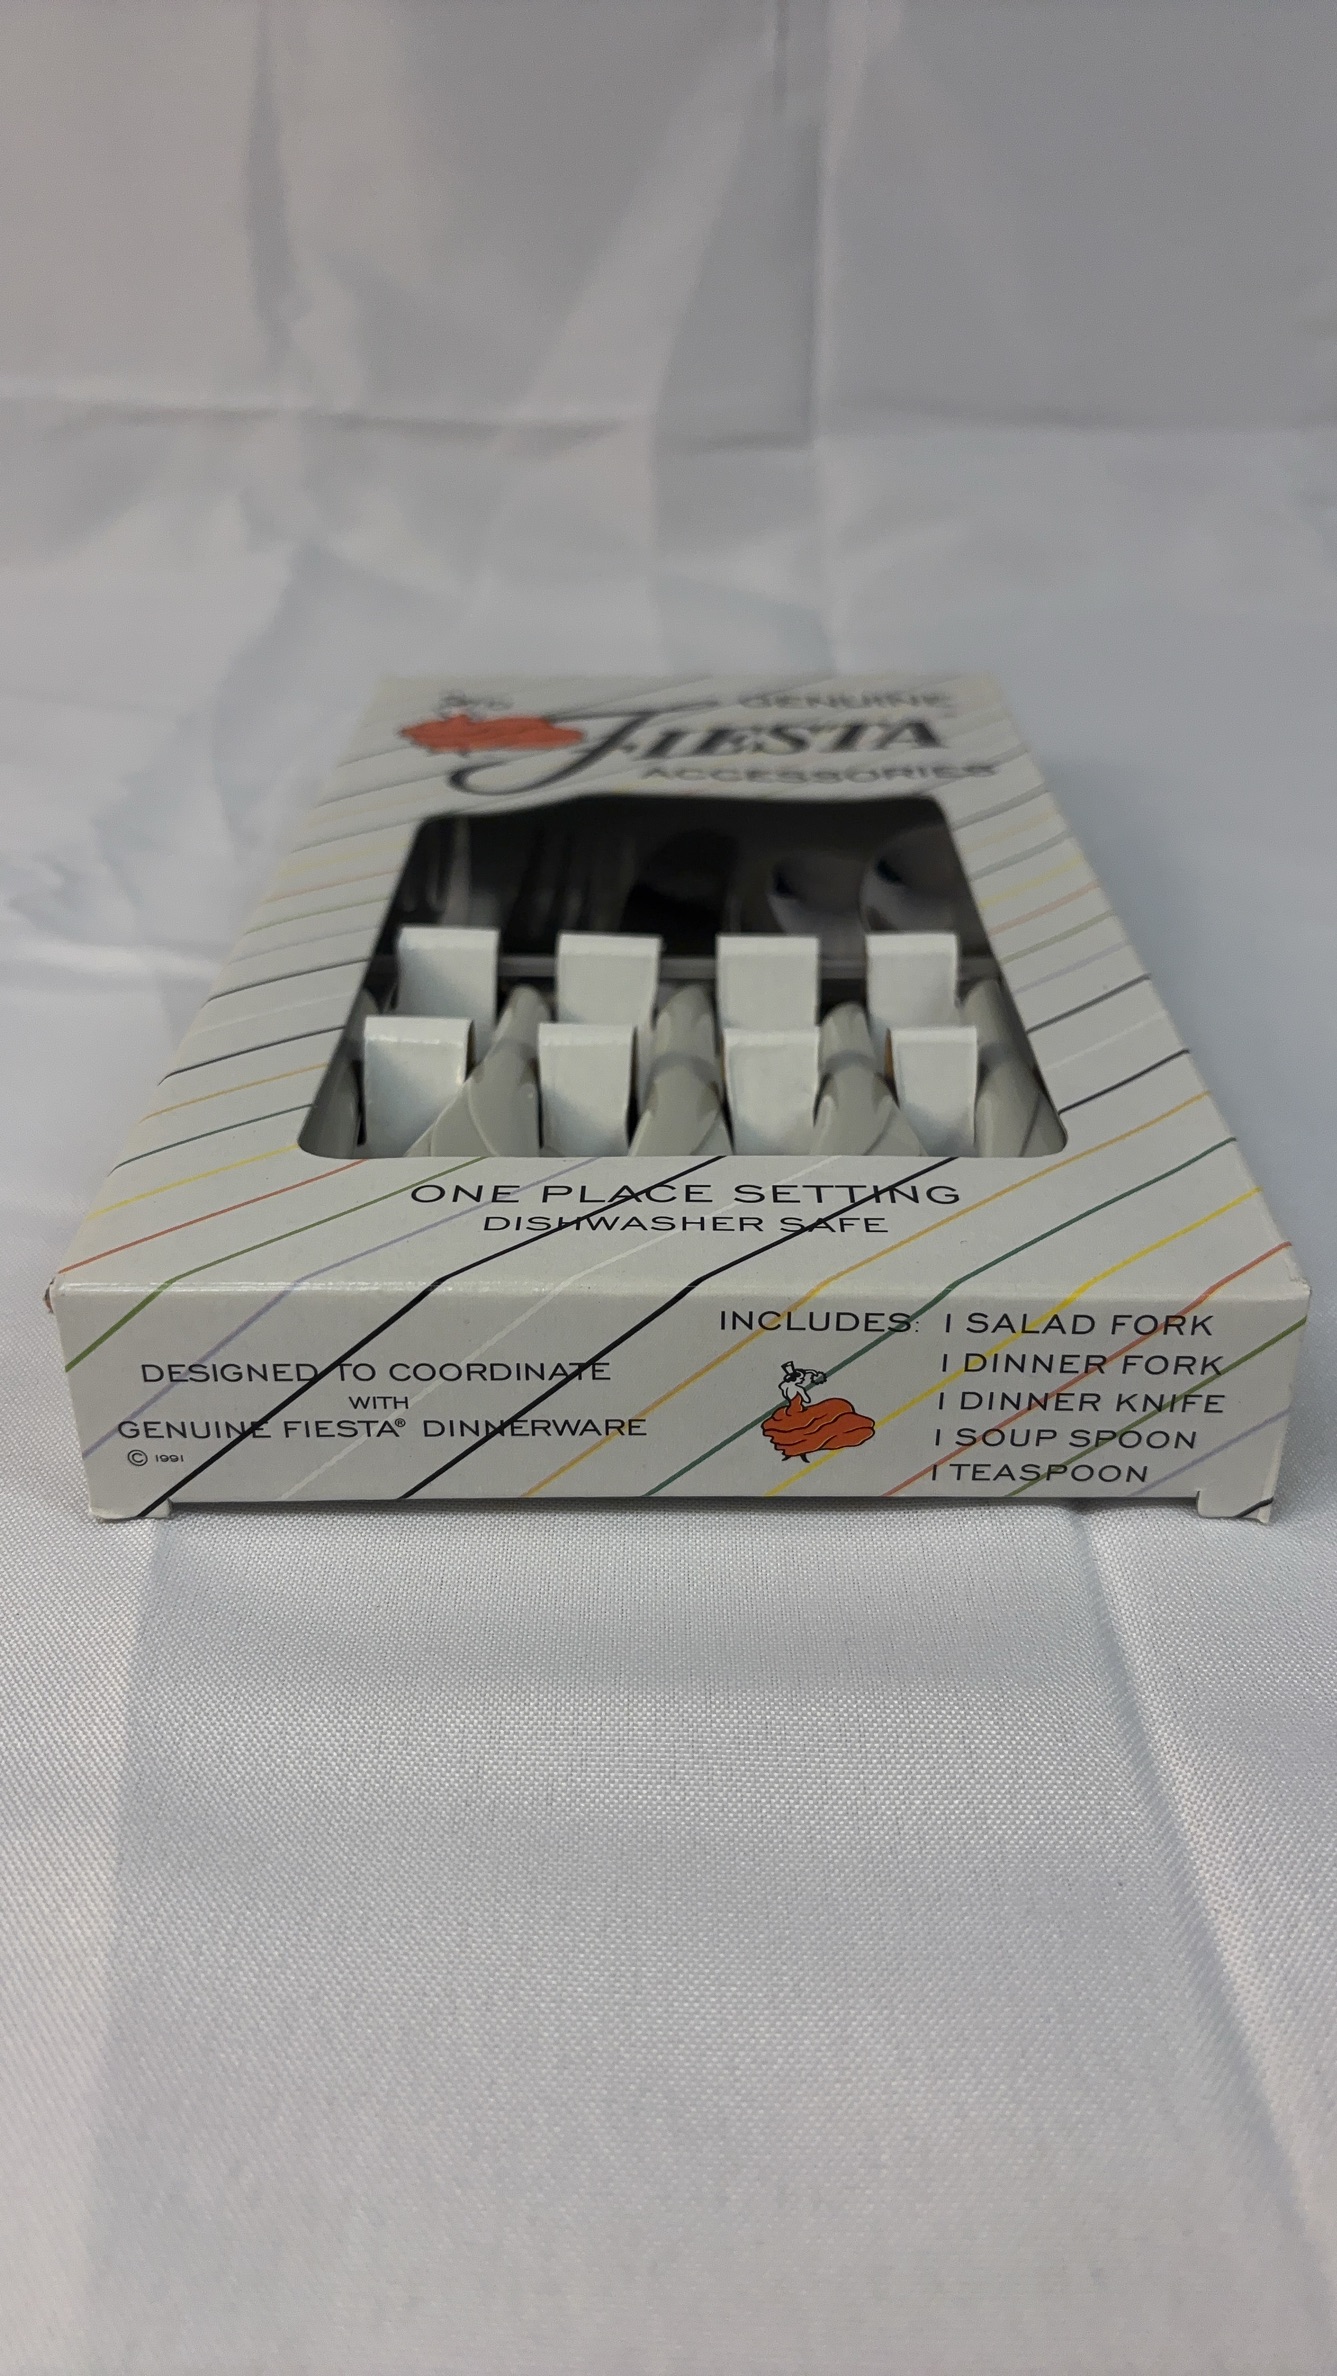 GENUINE
FIESTA
ACCESSORIES
ONE PLACE SETTING
DISHWASHER SAFE
DESIGNED TO COORDINATE
WITH
GENUINE FIESTA® DINNERWARE
© 1991
INCLUDES: 1 SALAD FORK
1 DINNER FORK
1 DINNER KNIFE
1 SOUP SPOON
1 TEASPOON